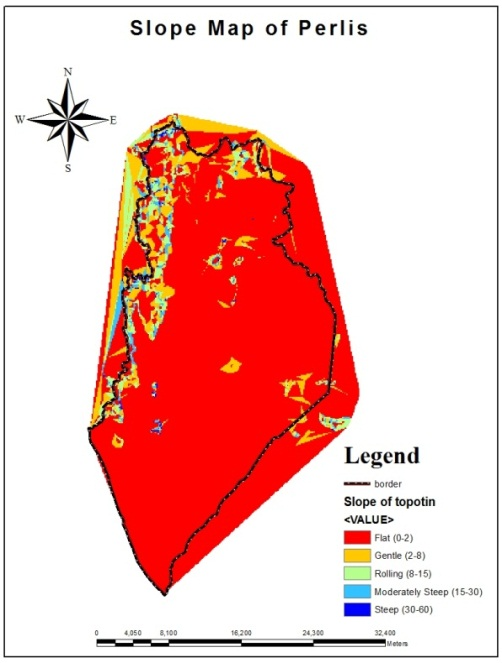 Slope Map of Perlis
N
W E
S
Legend
border
Slope of topotin
<VALUE>
Flat (0-2)
Gentle (2-8)
Rolling (8-15)
Moderately Steep (15-30)
Steep (30-60)
0 4,050 8,100 16,200 24,300 32,400
Meters